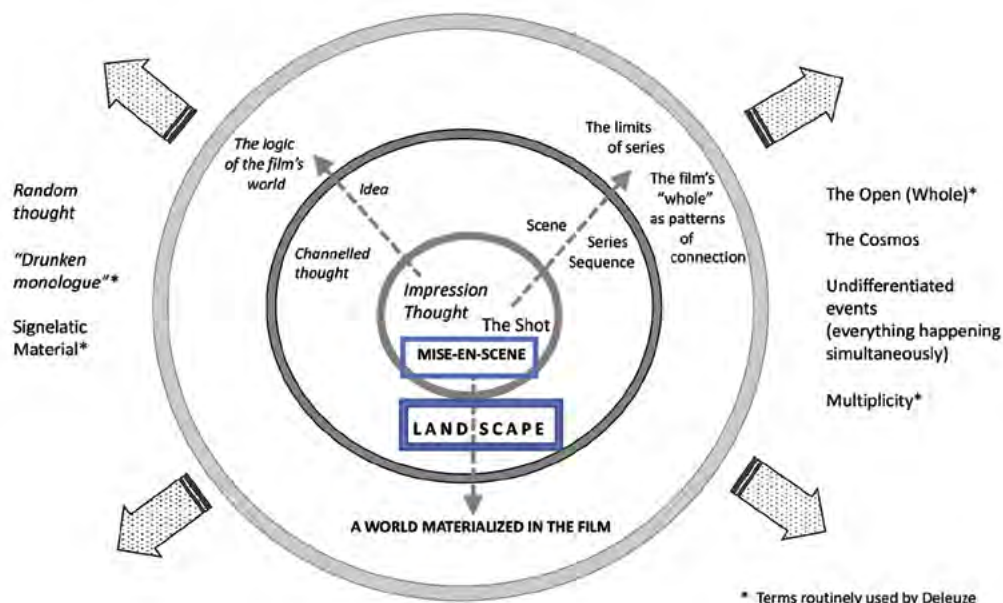 Random
thought
"Drunken
monologue"*
Signelatic
Material*
The logic
of the film's
world
Idea
Channelled
thought
Impression
Thought
The Shot
MISE-EN-SCENE
LANDSCAPE
A WORLD MATERIALIZED IN THE FILM
Scene
Series
Sequence
The limits
of series
The film's
"whole"
as patterns
of
connection
The Open (Whole)*
The Cosmos
Undifferentiated
events
(everything happening
simultaneously)
Multiplicity*
* Terms routinely used by Deleuze